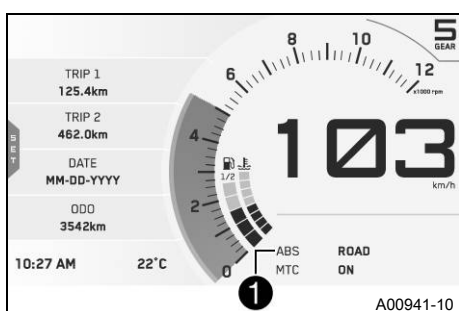 TRIP 1
125.4km
TRIP 2
462.0km
DATE
MM-DD-YYYY
ODO
3542km
10:27 AM 22°C
SET
0
2
4
6
8
10
12
x1000 rpm
5
GEAR
1/2
103
km/h
ABS ROAD
MTC ON
1
A00941-10